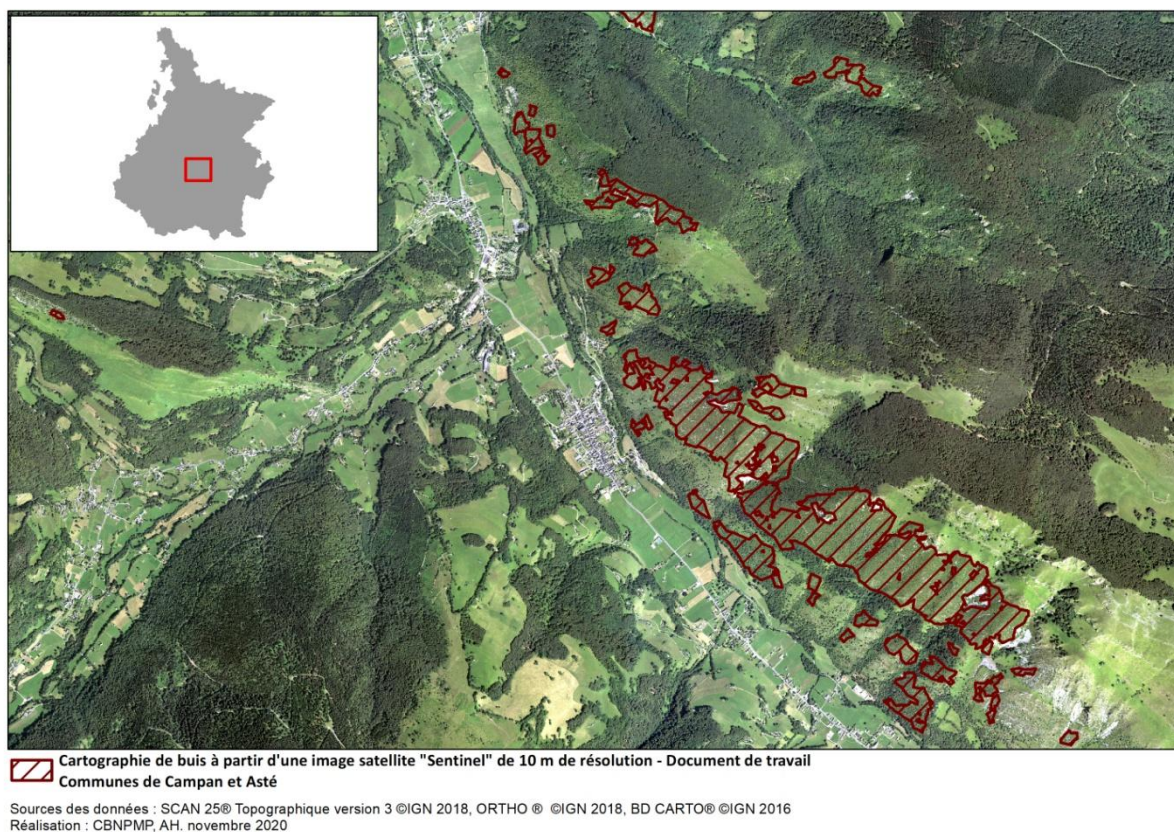 Cartographie de buis à partir d'une image satellite "Sentinel" de 10 m de résolution - Document de travail
Communes de Campan et Asté
Sources des données : SCAN 25® Topographique version 3 ©IGN 2018, ORTHO ® ©IGN 2018, BD CARTO® ©IGN 2016
Réalisation : CBNPMP, AH. novembre 2020